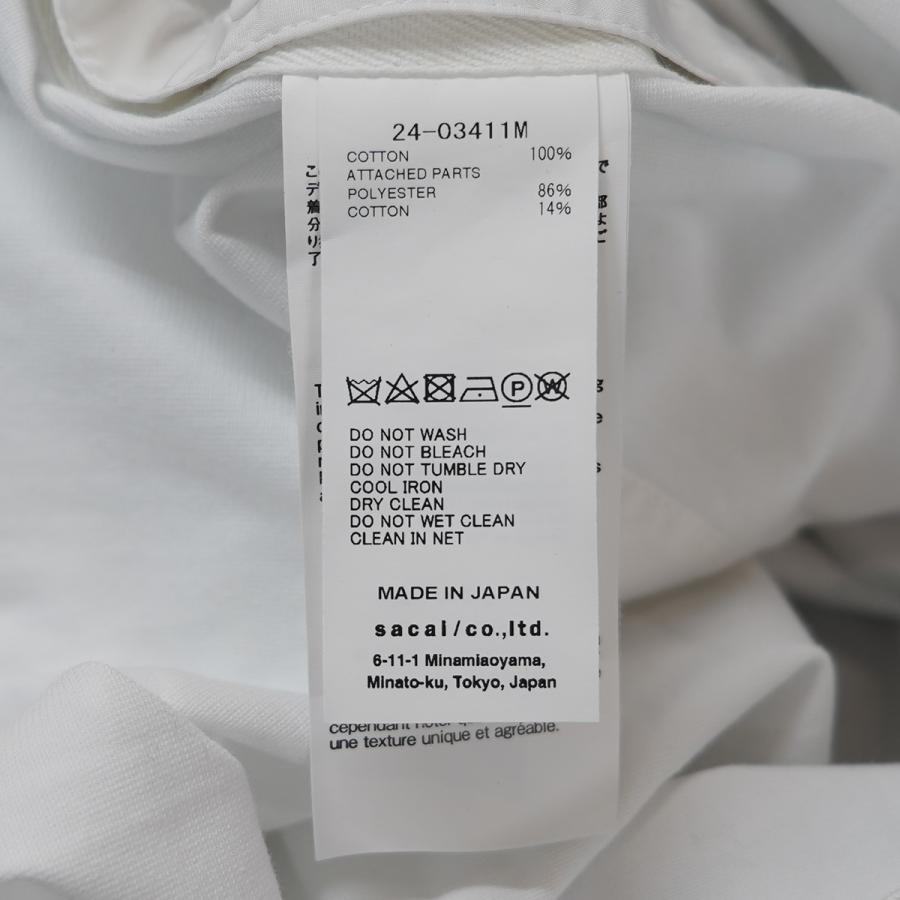 24-03411M
COTTON 100%
ATTACHED PARTS
POLYESTER 86%
COTTON 14%
P
W
DO NOT WASH
DO NOT BLEACH
DO NOT TUMBLE DRY
COOL IRON
DRY CLEAN
DO NOT WET CLEAN
CLEAN IN NET
MADE IN JAPAN
sacai/co.,ltd.
6-11-1 Minamiaoyama,
Minato-ku, Tokyo, Japan
cependant noter
une texture unique et agréable.